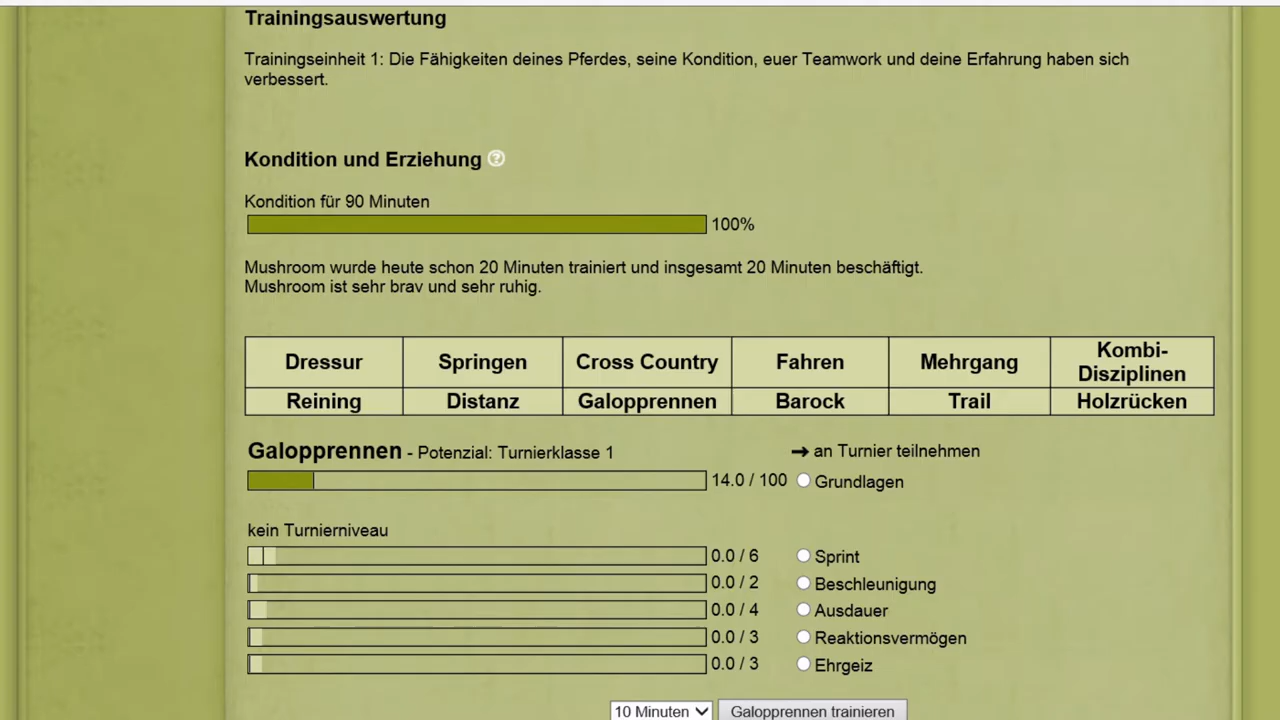 Trainingsauswertung
Trainingseinheit 1: Die Fähigkeiten deines Pferdes, seine Kondition, euer Teamwork und deine Erfahrung haben sich
verbessert.
Kondition und Erziehung ?
Kondition für 90 Minuten
100%
Mushroom wurde heute schon 20 Minuten trainiert und insgesamt 20 Minuten beschäftigt.
Mushroom ist sehr brav und sehr ruhig.
Dressur Springen Cross Country Fahren Mehrgang Kombi-Disziplinen
Reining Distanz Galopprennen Barock Trail Holzrücken
Galopprennen - Potenzial: Turnierklasse 1 → an Turnier teilnehmen
14.0 / 100 Grundlagen
kein Turnierniveau
0.0 / 6 Sprint
0.0 / 2 Beschleunigung
0.0 / 4 Ausdauer
0.0 / 3 Reaktionsvermögen
0.0 / 3 Ehrgeiz
10 Minuten Galopprennen trainieren